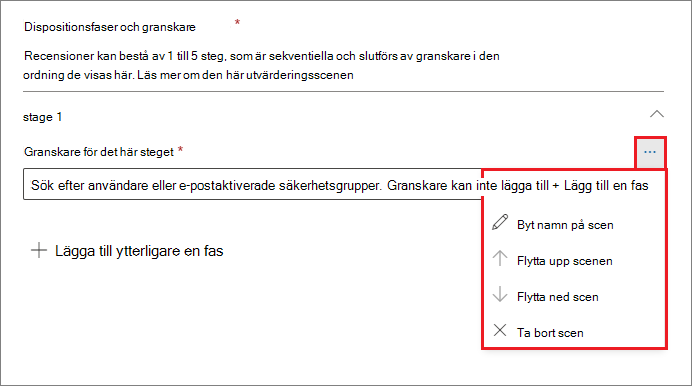 Dispositionsfaser och granskare *
Recensioner kan bestå av 1 till 5 steg, som är sekventiella och slutförs av granskare i den
ordning de visas här. Läs mer om den här utvärderingsscenen
stage 1
Granskare för det här steget *
...
Sök efter användare eller e-postaktiverade säkerhetsgrupper. Granskare kan inte lägga till + Lägg till en fas
Byt namn på scen
+ Lägga till ytterligare en fas
Flytta upp scenen
Flytta ned scen
Ta bort scen